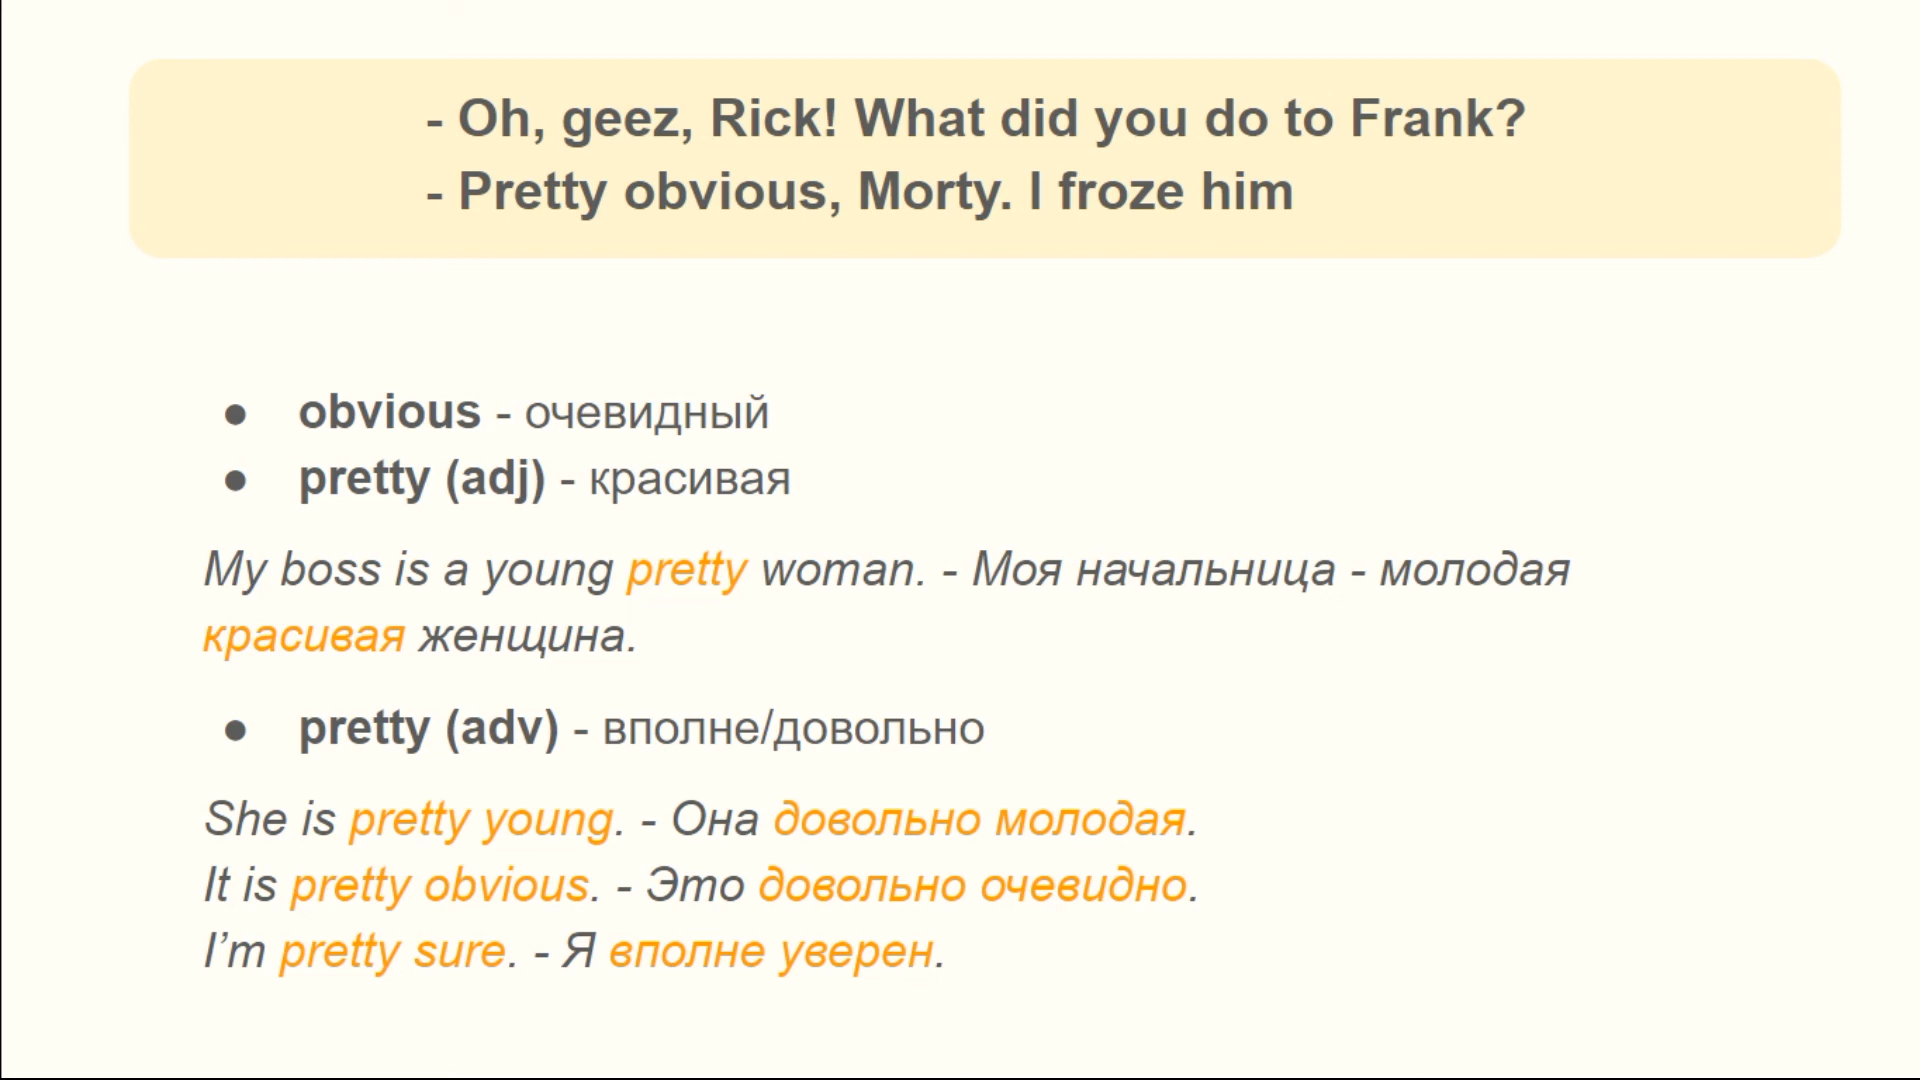 - Oh, geez, Rick! What did you do to Frank?
- Pretty obvious, Morty. I froze him
● obvious - очевидный
● pretty (adj) - красивая
My boss is a young pretty woman. - Моя начальница - молодая
красивая женщина.
● pretty (adv) - вполне/довольно
She is pretty young. - Она довольно молодая.
It is pretty obvious. - Это довольно очевидно.
I’m pretty sure. - Я вполне уверен.